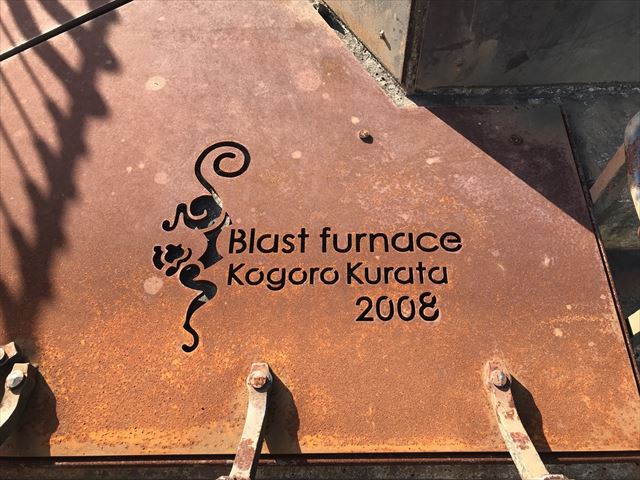 Blast furnace
Kogoro Kurata
2008